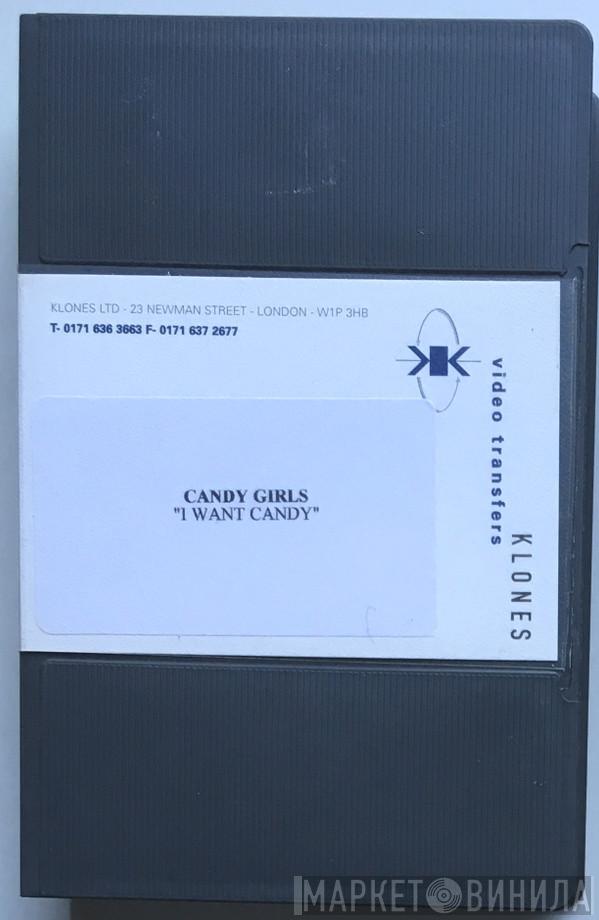 KLONES LTD - 23 NEWMAN STREET - LONDON - W1P 3HB
T- 0171 636 3663 F- 0171 637 2677
video transfers
KLONES
CANDY GIRLS
"I WANT CANDY"
МАРКЕТ ВИНИЛА